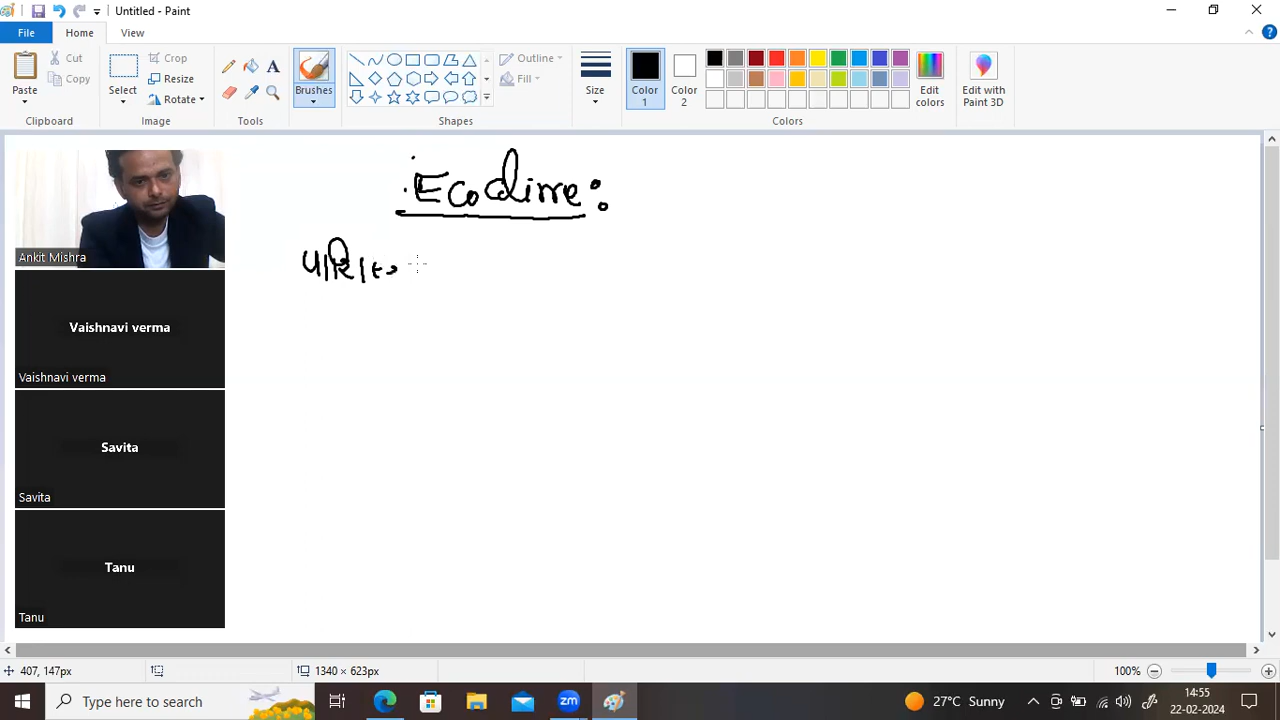 Untitled - Paint
File Home View
Paste Cut Copy Select Crop Resize Rotate Brushes Outline Fill Size Color 1 Color 2 Edit colors Edit with Paint 3D
Clipboard Image Tools Shapes Colors
Ankit Mishra
Vaishnavi verma
Vaishnavi verma
Savita
Savita
Tanu
Tanu
407, 147px 1340 × 623px 100%
Type here to search 27°C Sunny 14:55
22-02-2024